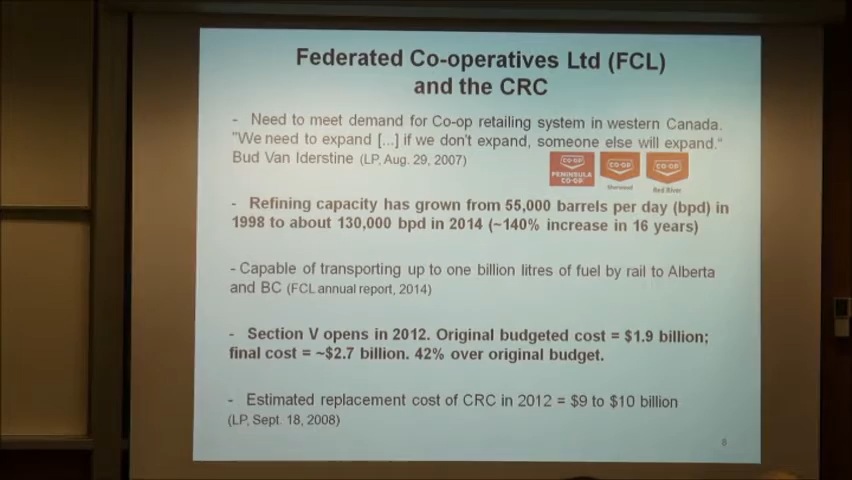 Federated Co-operatives Ltd (FCL)
and the CRC
- Need to meet demand for Co-op retailing system in western Canada.
"We need to expand [...] if we don't expand, someone else will expand."
Bud Van Iderstine (LP, Aug. 29, 2007)
CO-OP
PENINSULA
CO-OP
CO-OP
Sherwood
CO-OP
Red River
- Refining capacity has grown from 55,000 barrels per day (bpd) in
1998 to about 130,000 bpd in 2014 (~140% increase in 16 years)
- Capable of transporting up to one billion litres of fuel by rail to Alberta
and BC (FCL annual report, 2014)
- Section V opens in 2012. Original budgeted cost = $1.9 billion;
final cost = ~$2.7 billion. 42% over original budget.
- Estimated replacement cost of CRC in 2012 = $9 to $10 billion
(LP, Sept. 18, 2008)
8